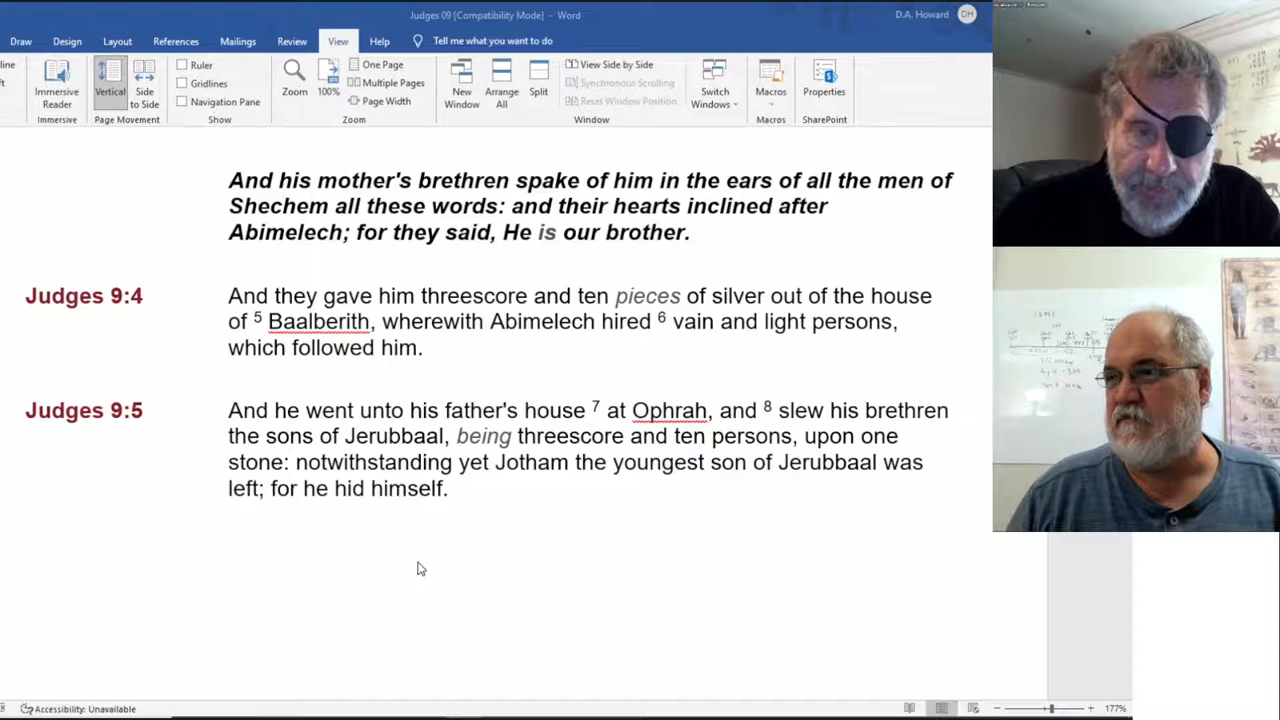 Judges 09 [Compatibility Mode] - Word
D.A. Howard DH
Draw Design Layout References Mailings Review View Help Tell me what you want to do
Immersive Reader
Immersive
Vertical
Side to Side
Page Movement
Ruler
Gridlines
Navigation Pane
Show
Zoom
100%
One Page
Multiple Pages
Page Width
Zoom
New Window
Arrange All
Split
View Side by Side
Synchronous Scrolling
Reset Window Position
Switch Windows
Window
Macros
Macros
Properties
SharePoint
And his mother's brethren spake of him in the ears of all the men of
Shechem all these words: and their hearts inclined after
Abimelech; for they said, He is our brother.
Judges 9:4 And they gave him threescore and ten pieces of silver out of the house
of 5 Baalberith, wherewith Abimelech hired 6 vain and light persons,
which followed him.
Judges 9:5 And he went unto his father's house 7 at Ophrah, and 8 slew his brethren
the sons of Jerubbaal, being threescore and ten persons, upon one
stone: notwithstanding yet Jotham the youngest son of Jerubbaal was
left; for he hid himself.
Accessibility: Unavailable
177%